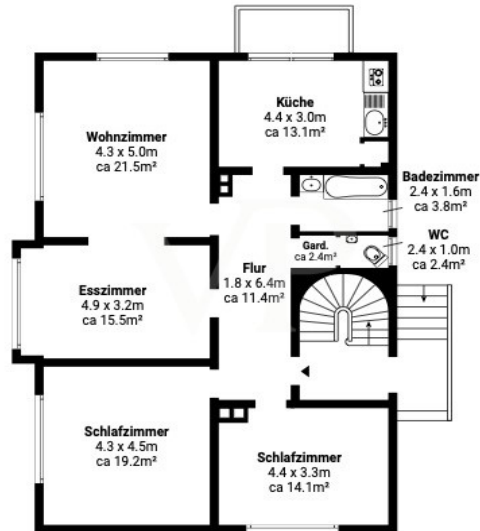 Küche
4.4 x 3.0m
ca 13.1m²
Wohnzimmer
4.3 x 5.0m
ca 21.5m²
Badezimmer
2.4 x 1.6m
ca 3.8m²
WC
2.4 x 1.0m
ca 2.4m²
Gard.
ca 2.4m²
Flur
1.8 x 6.4m
ca 11.4m²
Esszimmer
4.9 x 3.2m
ca 15.5m²
Schlafzimmer
4.3 x 4.5m
ca 19.2m²
Schlafzimmer
4.4 x 3.3m
ca 14.1m²
VP